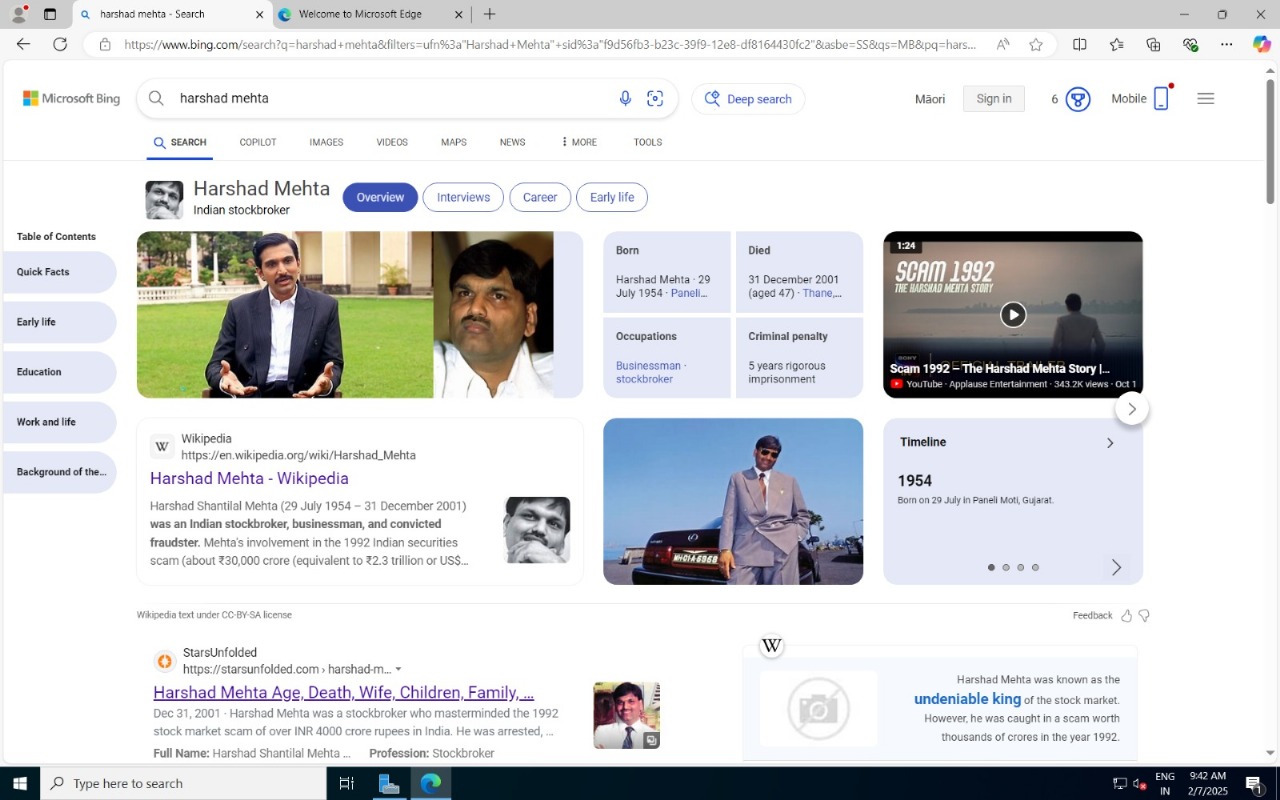 harshad mehta - Search
Welcome to Microsoft Edge
https://www.bing.com/search?q=harshad+mehta&filters=ufn%3a"Harshad+Mehta"+sid%3a"f9d56fb3-b23c-39f9-12e8-df8164430fc2"&asbe=SS&qs=MB&pq=hars...
Microsoft Bing
harshad mehta
Deep search
Māori
Sign in
6
Mobile
SEARCH
COPILOT
IMAGES
VIDEOS
MAPS
NEWS
MORE
TOOLS
Harshad Mehta
Indian stockbroker
Overview
Interviews
Career
Early life
Table of Contents
Quick Facts
Early life
Education
Work and life
Background of the...
Born
Harshad Mehta · 29
July 1954 · Paneli...
Died
31 December 2001
(aged 47) · Thane,...
Occupations
Businessman ·
stockbroker
Criminal penalty
5 years rigorous
imprisonment
1:24
SCAM 1992
THE HARSHAD MEHTA STORY
Scam 1992 – The Harshad Mehta Story |...
YouTube · Applause Entertainment · 343.2K views · Oct 1
W
Wikipedia
https://en.wikipedia.org/wiki/Harshad_Mehta
Harshad Mehta - Wikipedia
Harshad Shantilal Mehta (29 July 1954 – 31 December 2001)
was an Indian stockbroker, businessman, and convicted
fraudster. Mehta's involvement in the 1992 Indian securities
scam (about ₹30,000 crore (equivalent to ₹2.3 trillion or US$...
Timeline
1954
Born on 29 July in Paneli Moti, Gujarat.
Wikipedia text under CC-BY-SA license
Feedback
StarsUnfolded
https://starsunfolded.com › harshad-m...
Harshad Mehta Age, Death, Wife, Children, Family, ...
Dec 31, 2001 · Harshad Mehta was a stockbroker who masterminded the 1992
stock market scam of over INR 4000 crore rupees in India. He was arrested, ...
Full Name: Harshad Shantilal Mehta ...
Profession: Stockbroker
W
Harshad Mehta was known as the
undeniable king of the stock market.
However, he was caught in a scam worth
thousands of crores in the year 1992.
Type here to search
ENG
IN
9:42 AM
2/7/2025
1